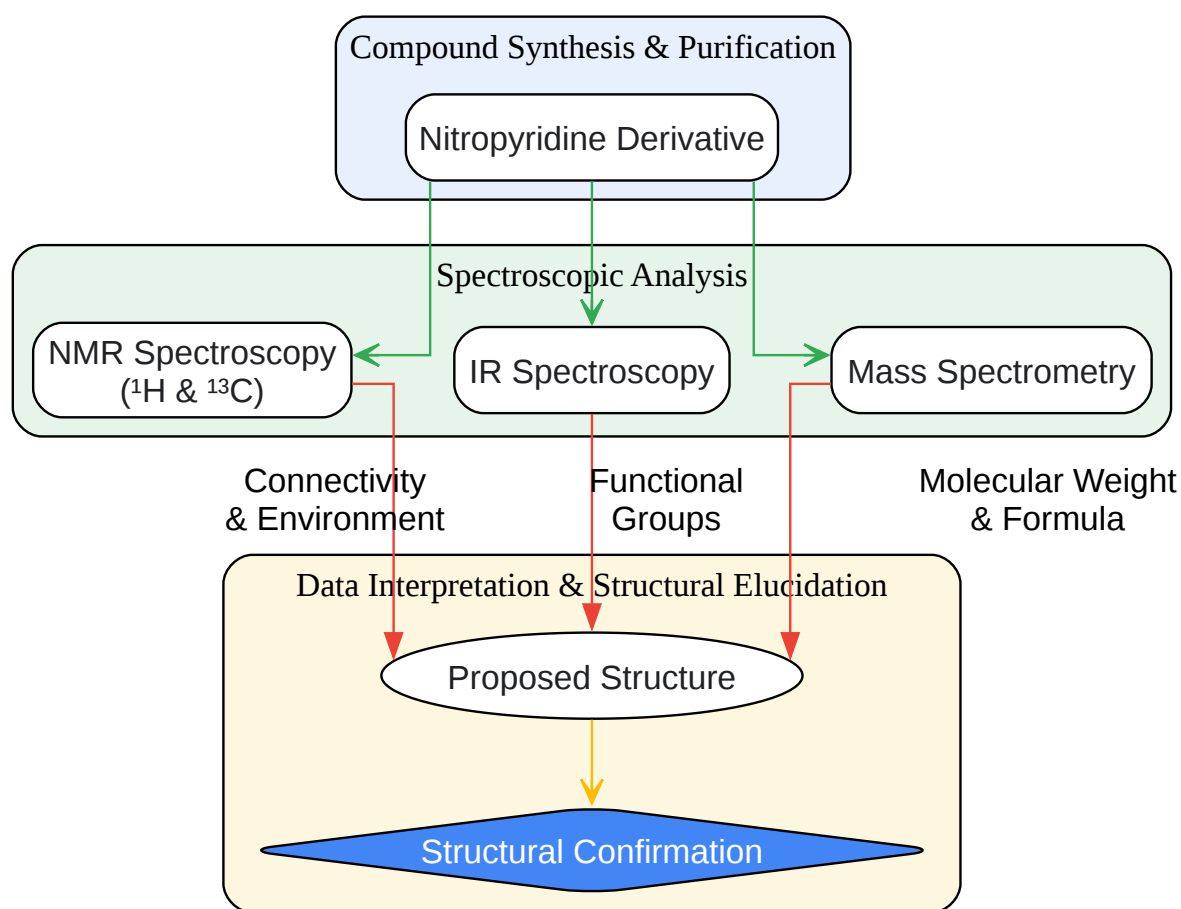 Compound Synthesis & Purification
Nitropyridine Derivative
Spectroscopic Analysis
NMR Spectroscopy
(¹H & ¹³C)
IR Spectroscopy
Mass Spectrometry
Connectivity
& Environment
Functional
Groups
Molecular Weight
& Formula
Data Interpretation & Structural Elucidation
Proposed Structure
Structural Confirmation